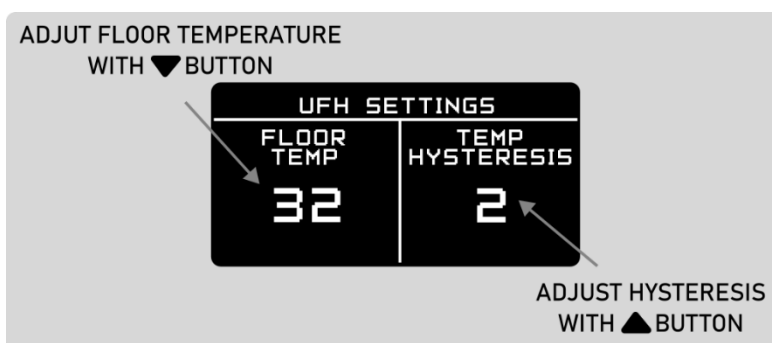 ADJUT FLOOR TEMPERATURE
WITH ▼ BUTTON
UFH SETTINGS
FLOOR
TEMP
32
TEMP
HYSTERESIS
2
ADJUST HYSTERESIS
WITH ▲ BUTTON